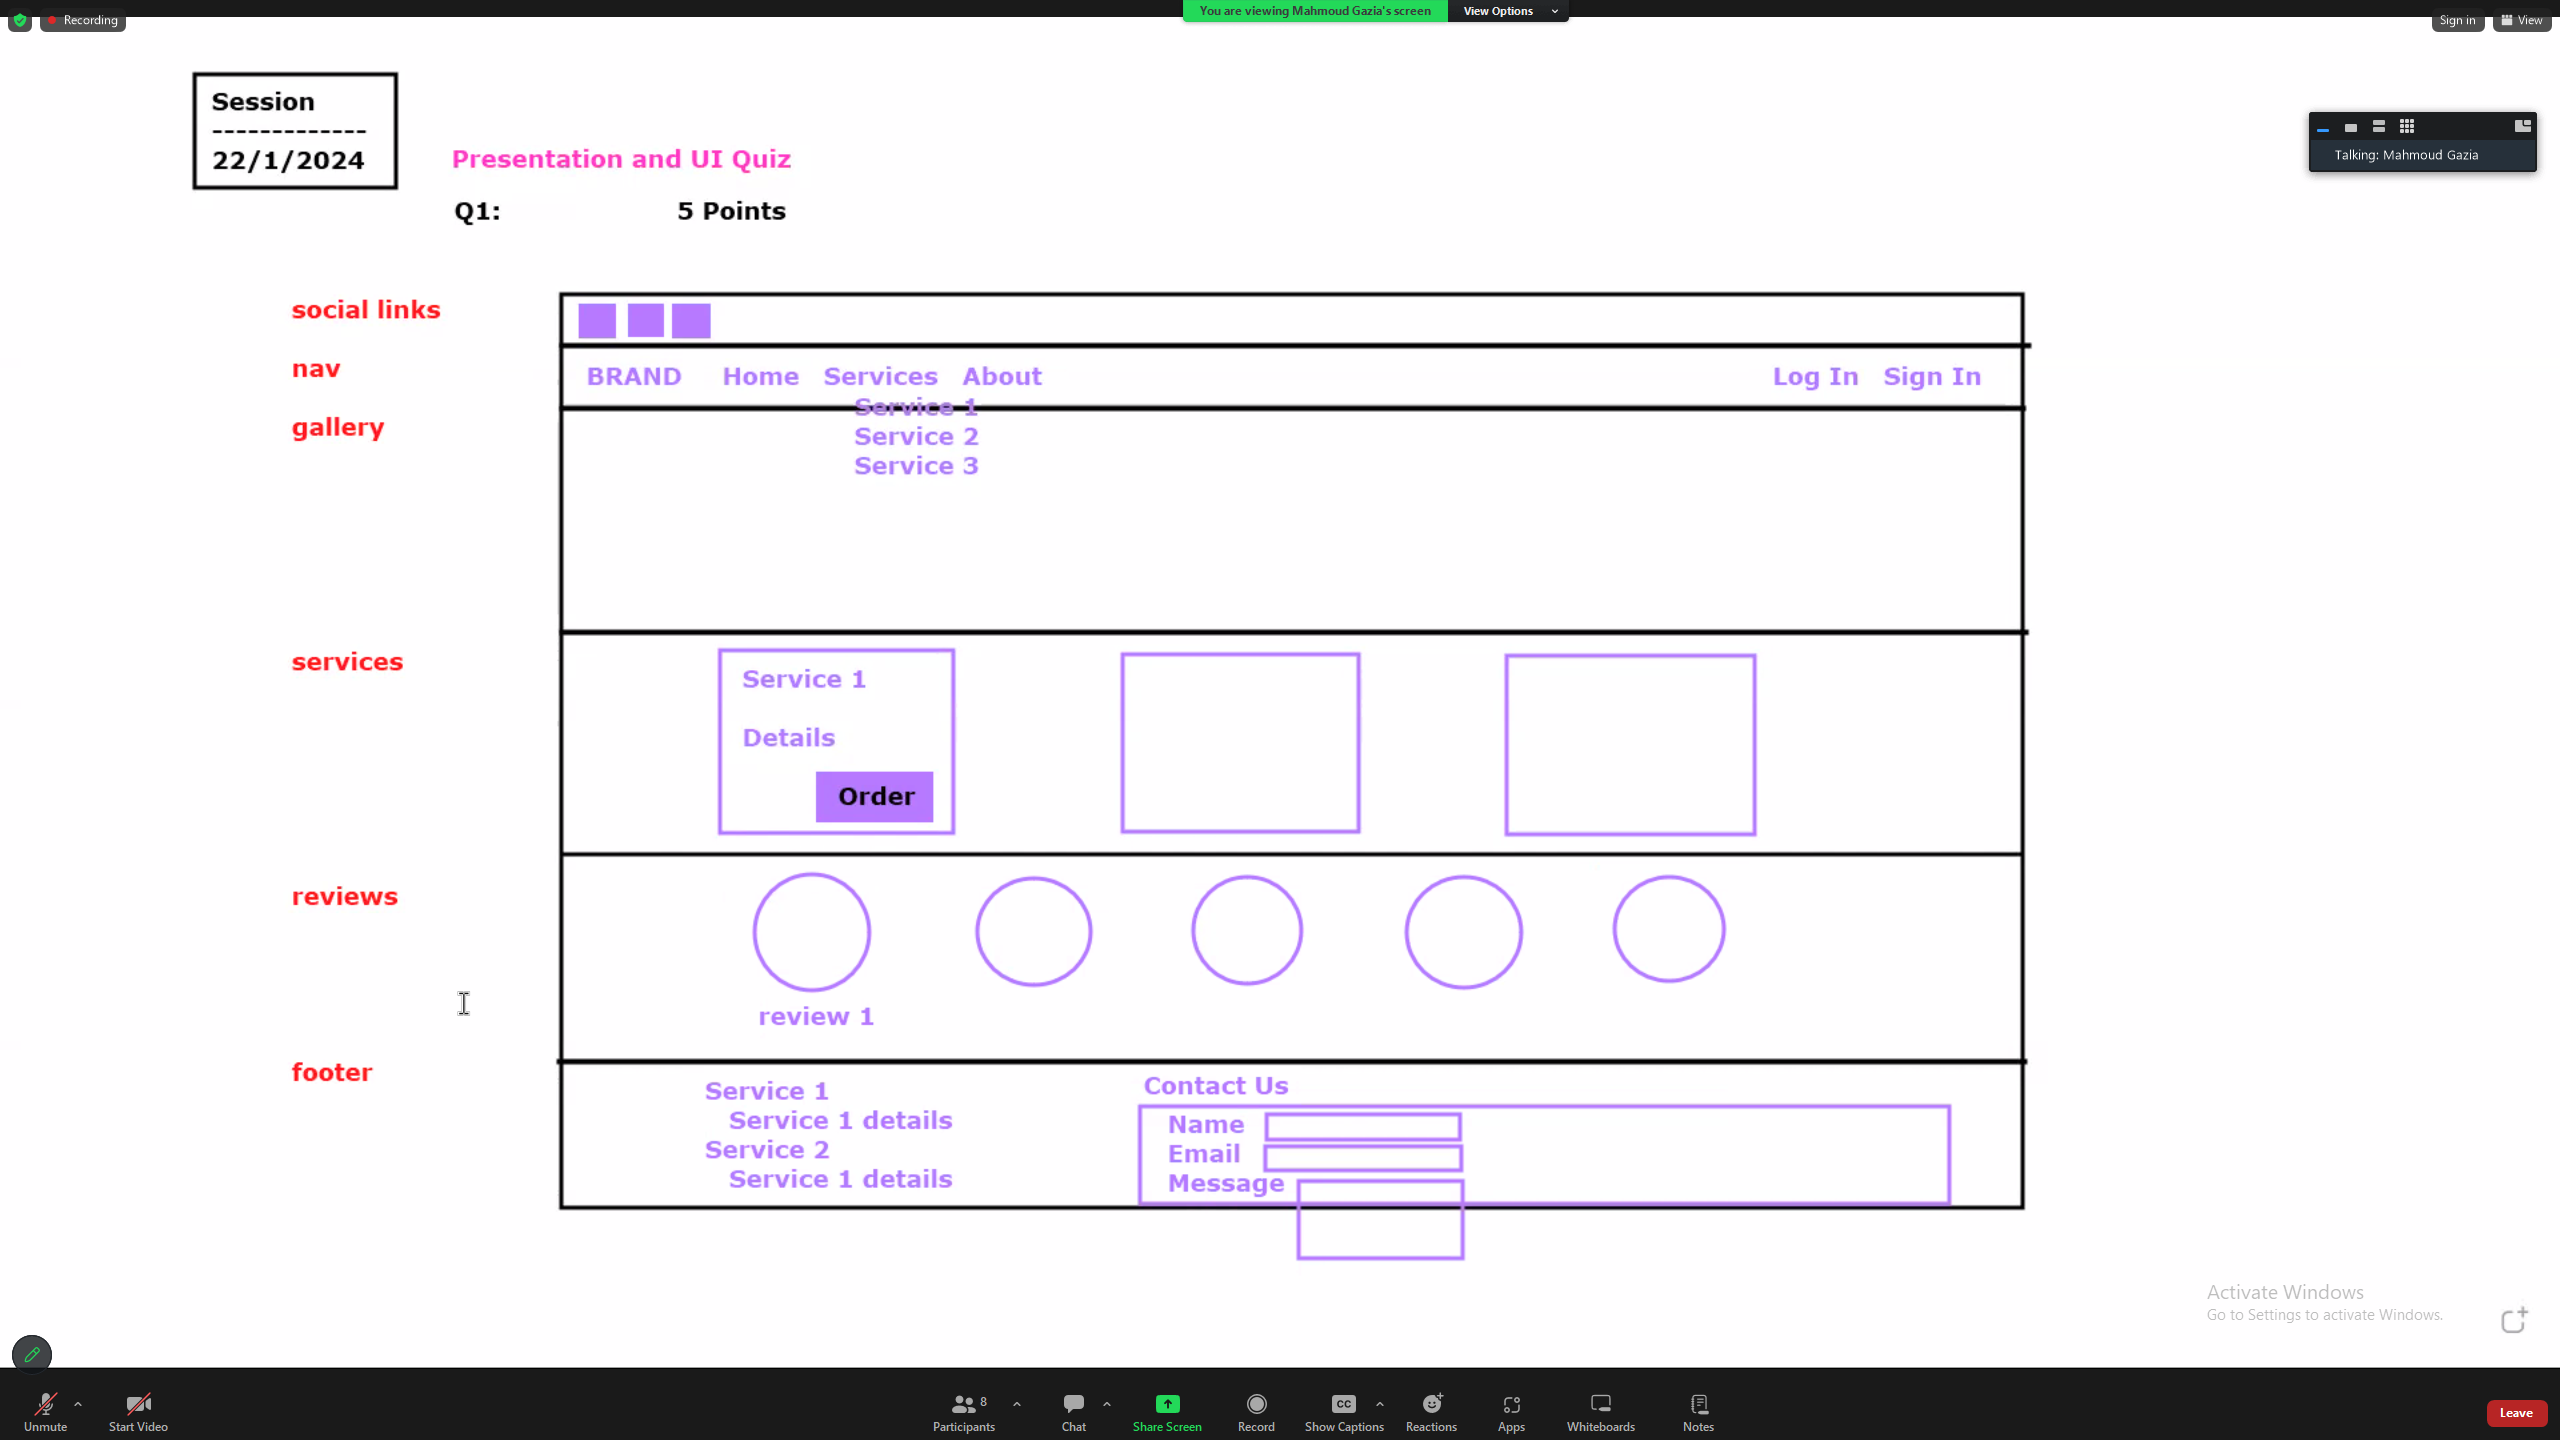 Recording
You are viewing Mahmoud Gazia's screen
View Options
Sign in
View
Session
-------------
22/1/2024
Talking: Mahmoud Gazia
Presentation and UI Quiz
Q1: 5 Points
social links
nav
BRAND Home Services About Log In Sign In
Service 1
gallery
Service 2
Service 3
services
Service 1
Details
Order
reviews
review 1
footer
Service 1
Service 1 details
Service 2
Service 1 details
Contact Us
Name
Email
Message
Activate Windows
Go to Settings to activate Windows.
Unmute
Start Video
Participants 8
Chat
Share Screen
Record
CC
Show Captions
Reactions
Apps
Whiteboards
Notes
Leave